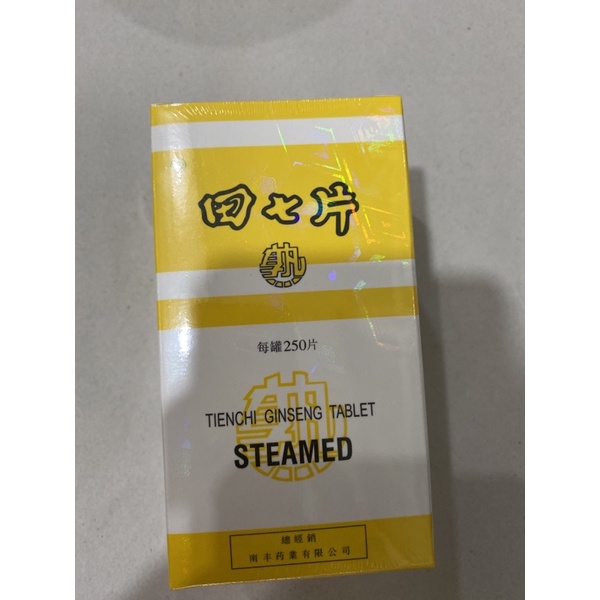 田七片
熟
每罐250片
TIENCHI GINSENG TABLET
STEAMED
總經銷
南丰药業有限公司